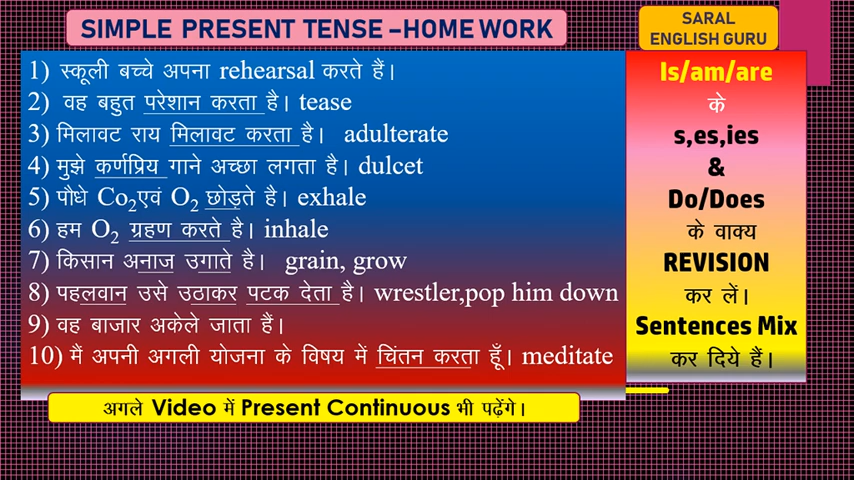 SIMPLE PRESENT TENSE –HOME WORK
SARAL
ENGLISH GURU
1) स्कूली बच्चे अपना rehearsal करते हैं।
2) वह बहुत परेशान करता है। tease
3) मिलावट राय मिलावट करता है। adulterate
4) मुझे कर्णप्रिय गाने अच्छा लगता है। dulcet
5) पौधे Co₂एवं O₂ छोड़ते है। exhale
6) हम O₂ ग्रहण करते है। inhale
7) किसान अनाज उगाते है। grain, grow
8) पहलवान उसे उठाकर पटक देता है। wrestler,pop him down
9) वह बाजार अकेले जाता हैं।
10) मैं अपनी अगली योजना के विषय में चिंतन करता हूँ। meditate
Is/am/are
के
s,es,ies
&
Do/Does
के वाक्य
REVISION
कर लें।
Sentences Mix
कर दिये हैं।
अगले Video में Present Continuous भी पढ़ेंगे।